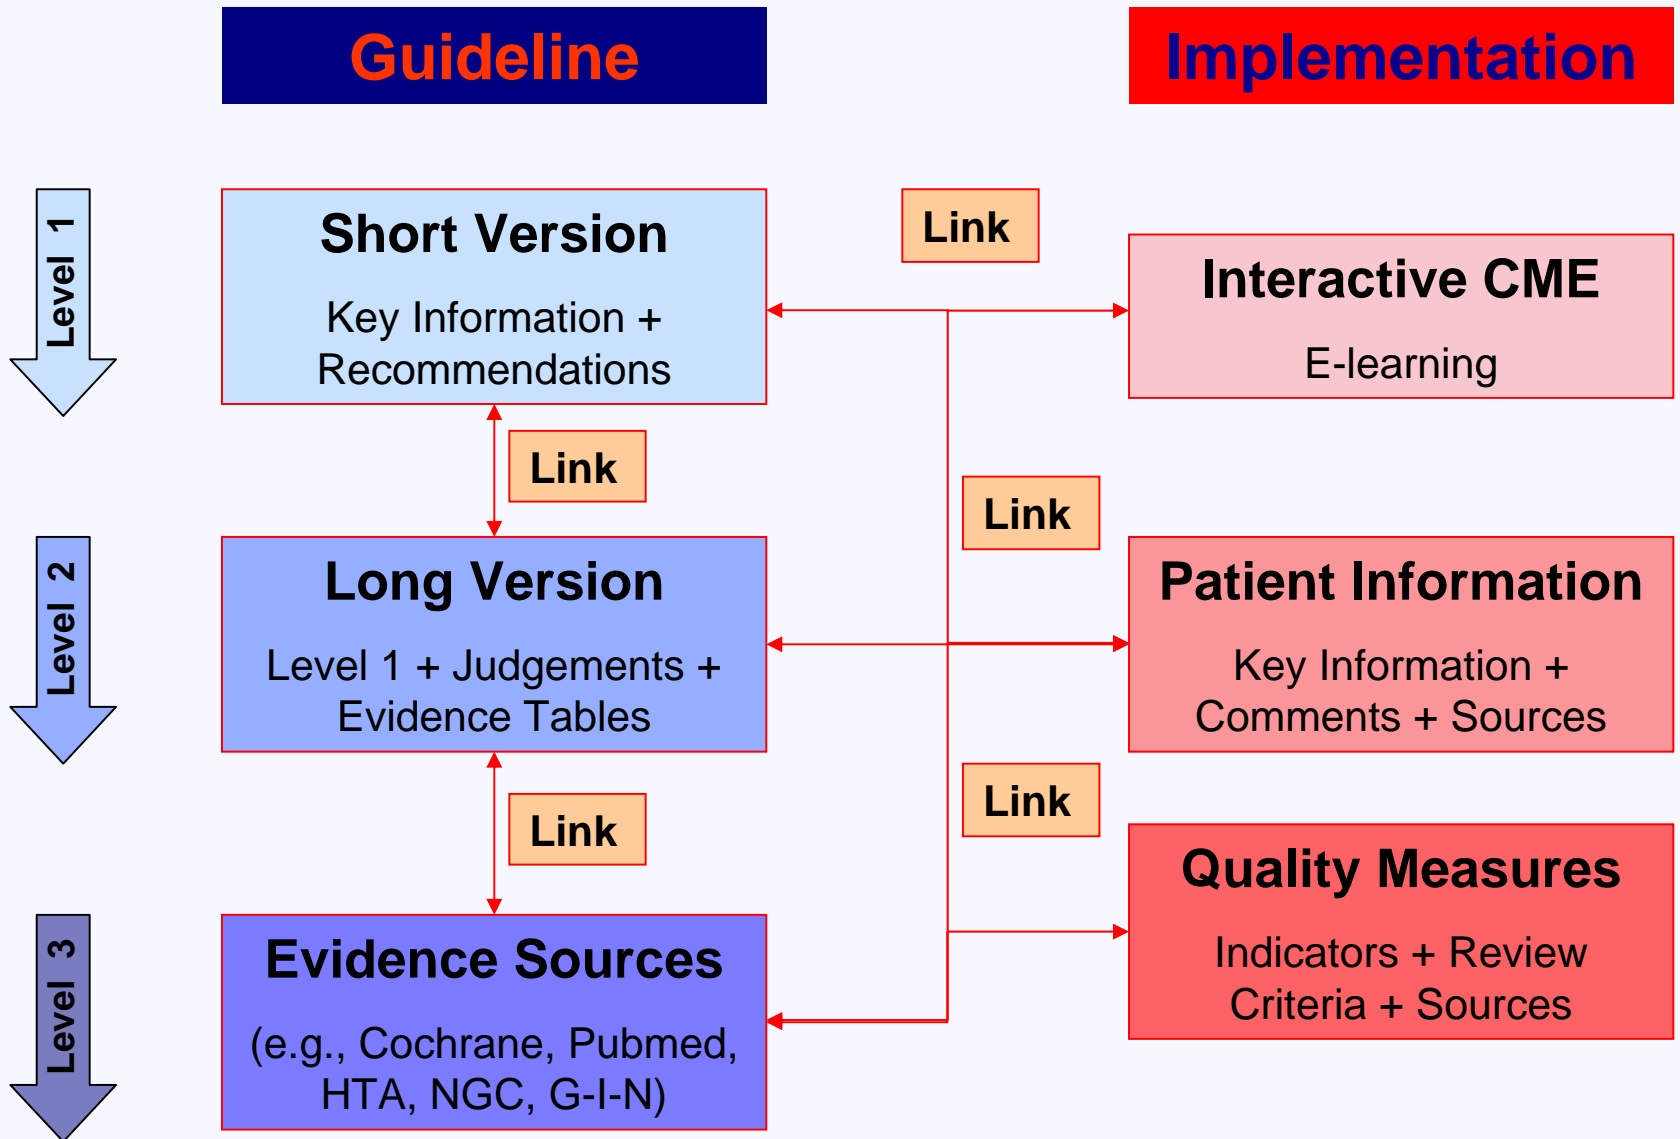 Guideline
Implementation
Level 1
Short Version
Key Information +
Recommendations
Link
Interactive CME
E-learning
Link
Link
Level 2
Long Version
Level 1 + Judgements +
Evidence Tables
Patient Information
Key Information +
Comments + Sources
Link
Link
Quality Measures
Indicators + Review
Criteria + Sources
Level 3
Evidence Sources
(e.g., Cochrane, Pubmed,
HTA, NGC, G-I-N)